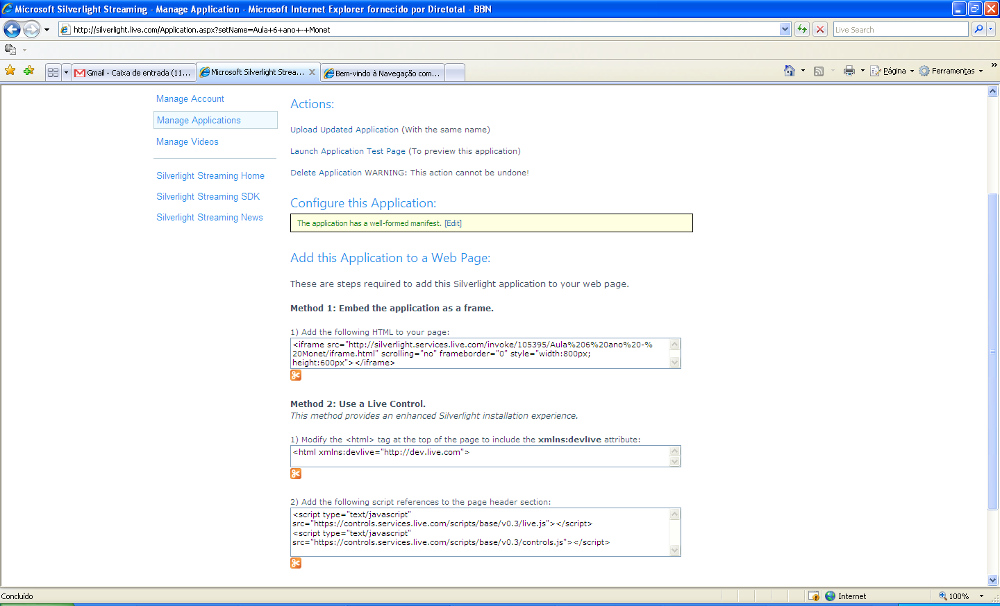 Microsoft Silverlight Streaming - Manage Application - Microsoft Internet Explorer fornecido por Diretotal - BBN
http://silverlight.live.com/Application.aspx?setName=Aula+6+ano+-+Monet
Live Search
Gmail - Caixa de entrada (11...
Microsoft Silverlight Strea...
Bem-vindo à Navegação com...
Página
Ferramentas
Manage Account
Manage Applications
Manage Videos
Silverlight Streaming Home
Silverlight Streaming SDK
Silverlight Streaming News
Actions:
Upload Updated Application (With the same name)
Launch Application Test Page (To preview this application)
Delete Application WARNING: This action cannot be undone!
Configure this Application:
The application has a well-formed manifest. [Edit]
Add this Application to a Web Page:
These are steps required to add this Silverlight application to your web page.
Method 1: Embed the application as a frame.
1) Add the following HTML to your page:
<iframe src="http://silverlight.services.live.com/invoke/105395/Aula%206%20ano%20-%
20Monet/iframe.html" scrolling="no" frameborder="0" style="width:800px;
height:600px"></iframe>
Method 2: Use a Live Control.
This method provides an enhanced Silverlight installation experience.
1) Modify the <html> tag at the top of the page to include the xmlns:devlive attribute:
<html xmlns:devlive="http://dev.live.com">
2) Add the following script references to the page header section:
<script type="text/javascript"
src="https://controls.services.live.com/scripts/base/v0.3/live.js"></script>
<script type="text/javascript"
src="https://controls.services.live.com/scripts/base/v0.3/controls.js"></script>
Concluído
Internet
100%